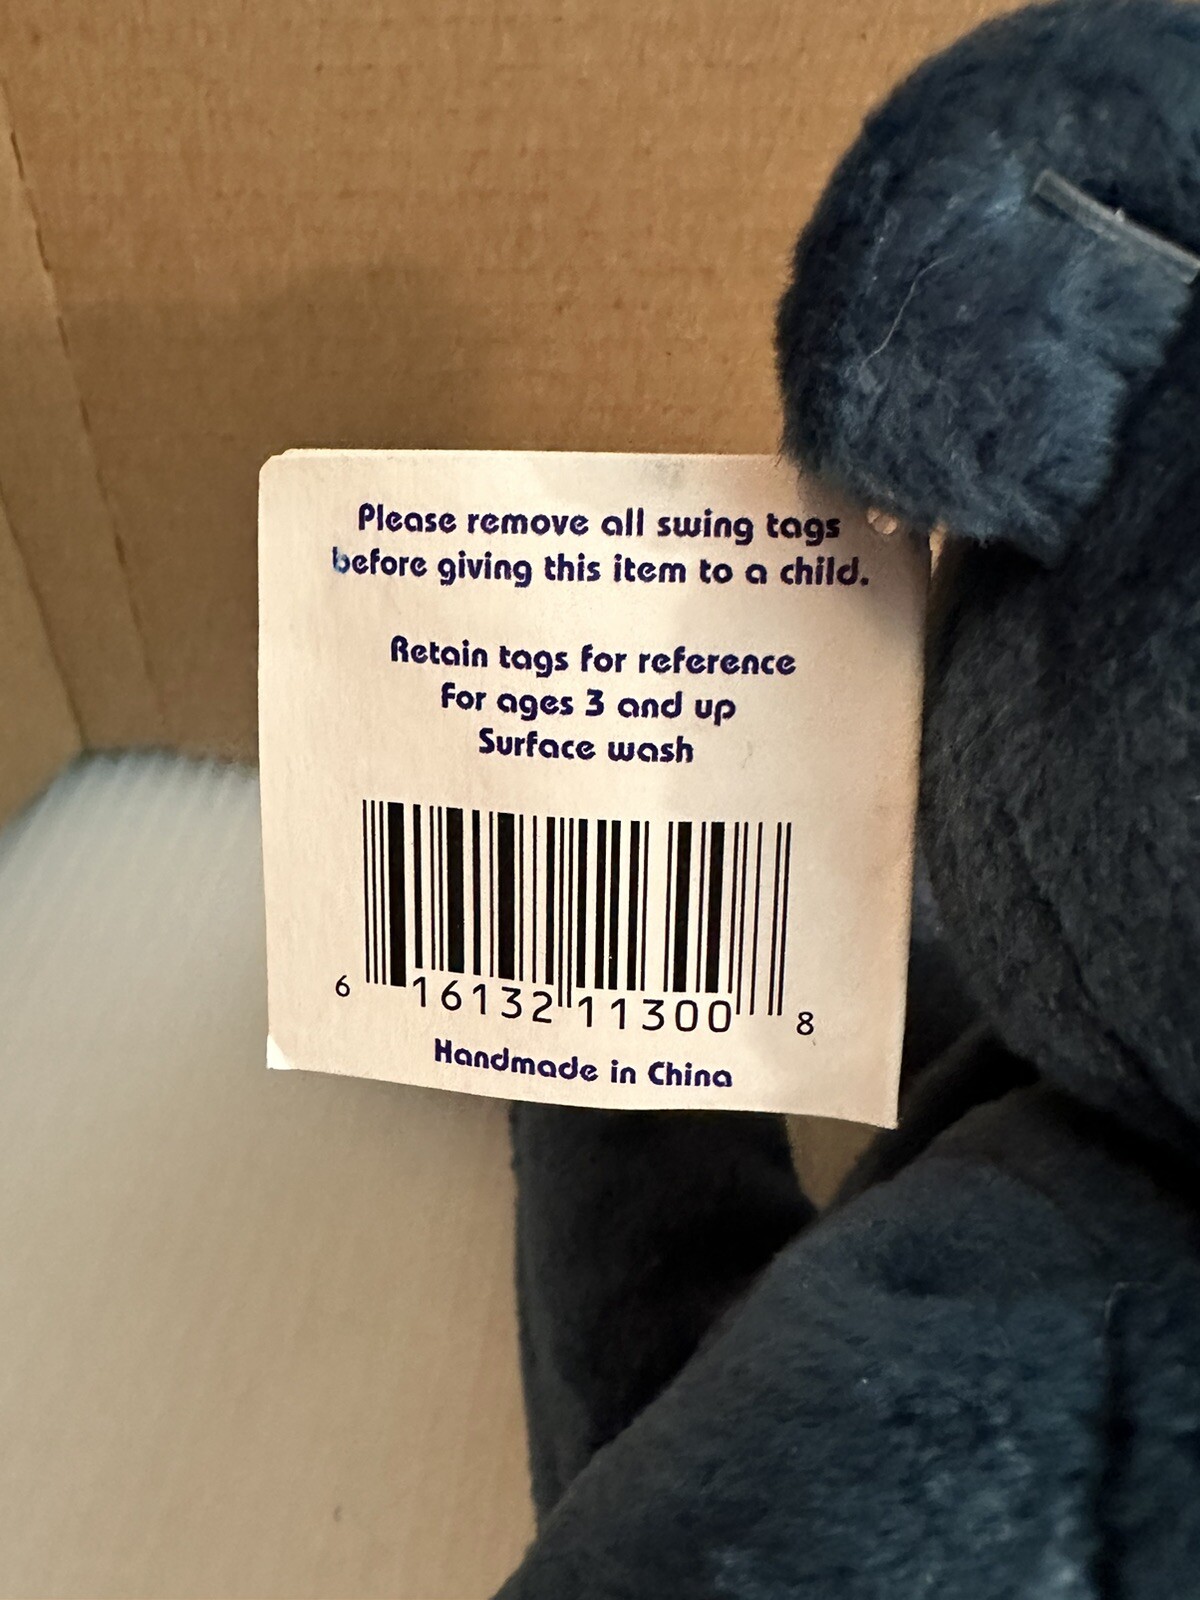 Please remove all swing tags
before giving this item to a child.
Retain tags for reference
For ages 3 and up
Surface wash
6 16132 11300 8
Handmade in China